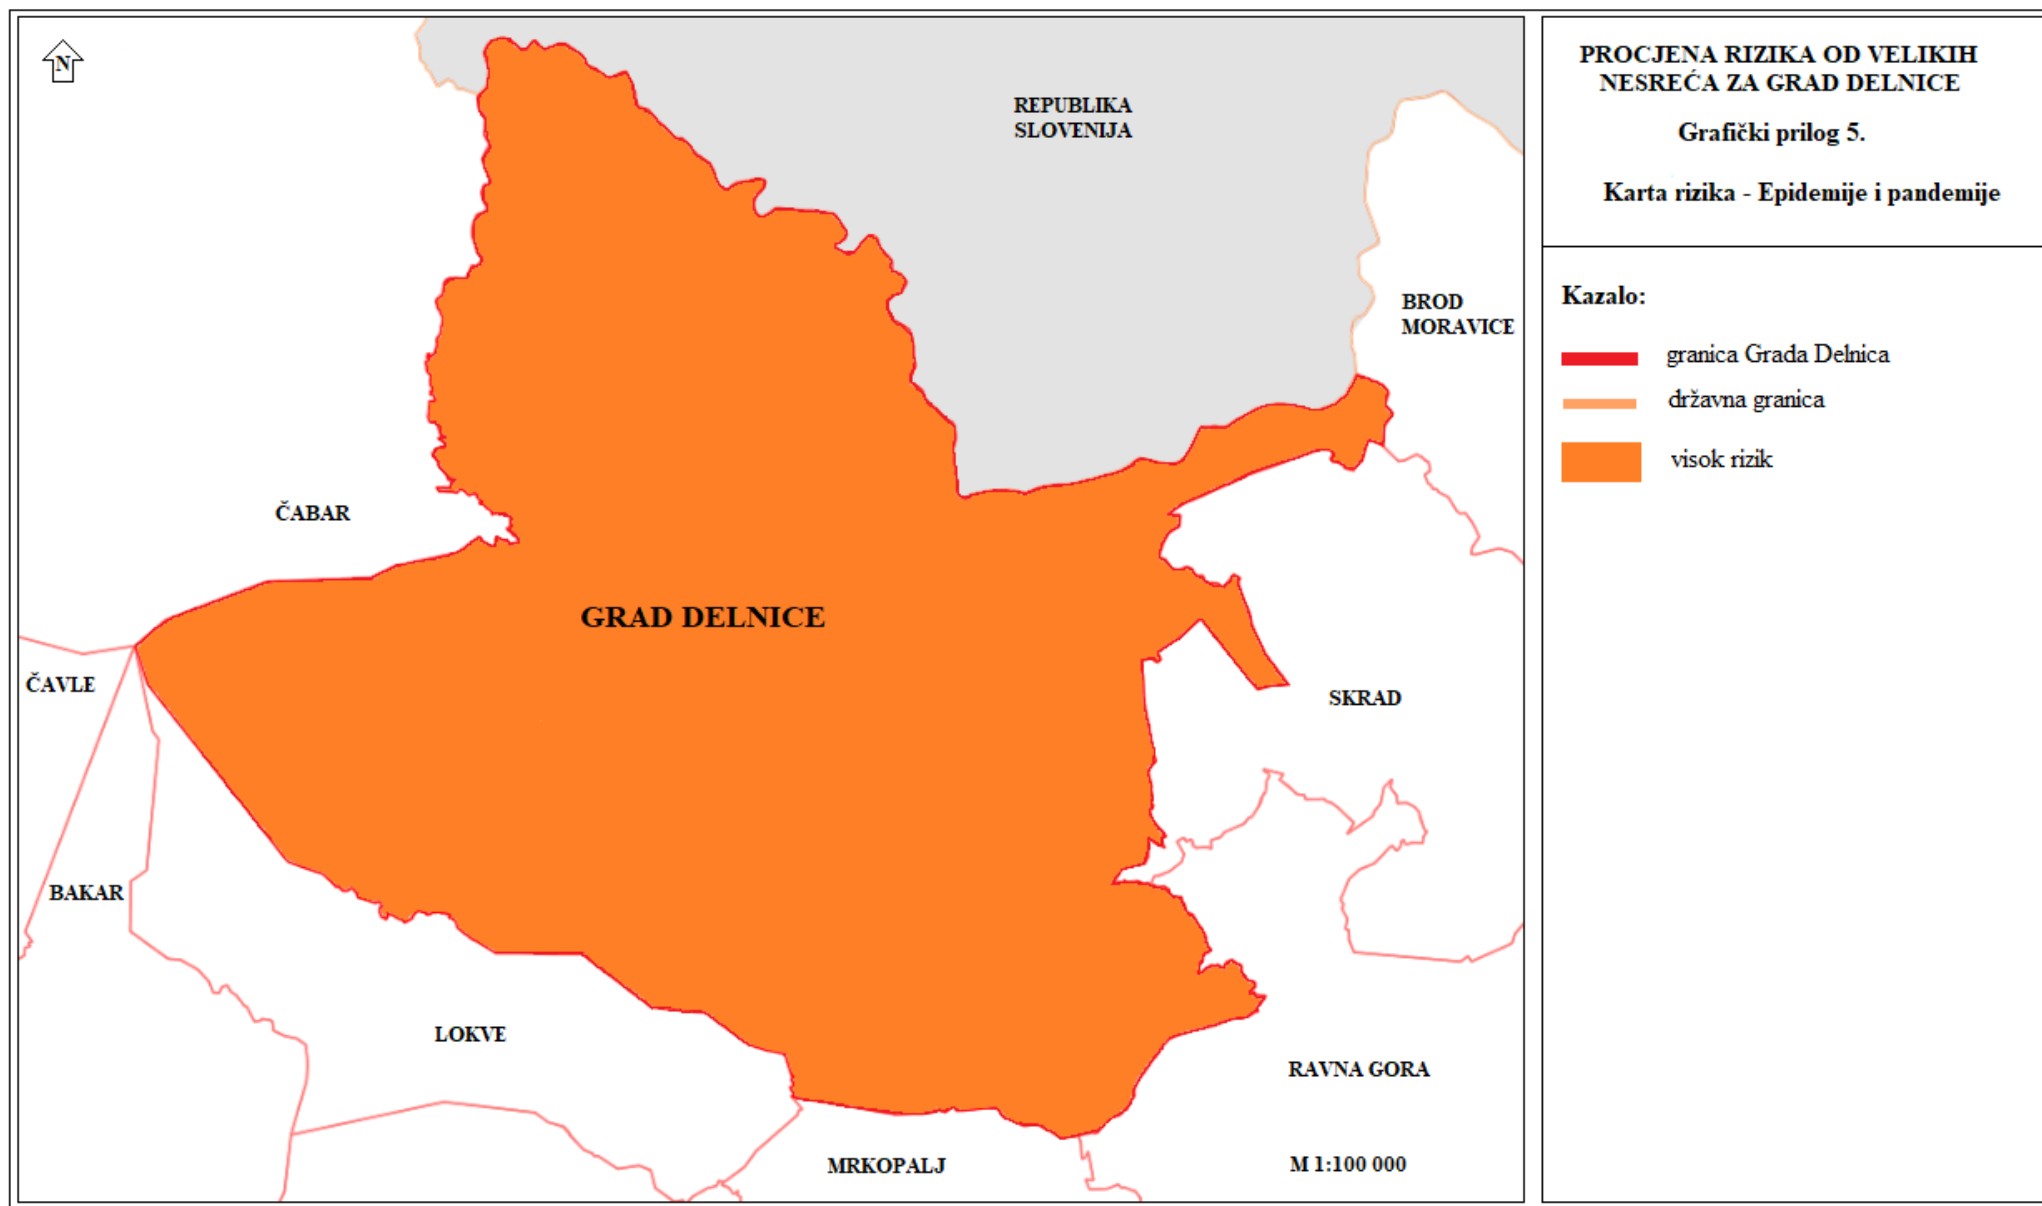 N
REPUBLIKA
SLOVENIJA
BROD
MORAVICE
ČABAR
GRAD DELNICE
ČAVLE
SKRAD
BAKAR
LOKVE
RAVNA GORA
MRKOPALJ
M 1:100 000
PROCJENA RIZIKA OD VELIKIH
NESREĆA ZA GRAD DELNICE
Grafički prilog 5.
Karta rizika - Epidemije i pandemije
Kazalo:
granica Grada Delnica
državna granica
visok rizik